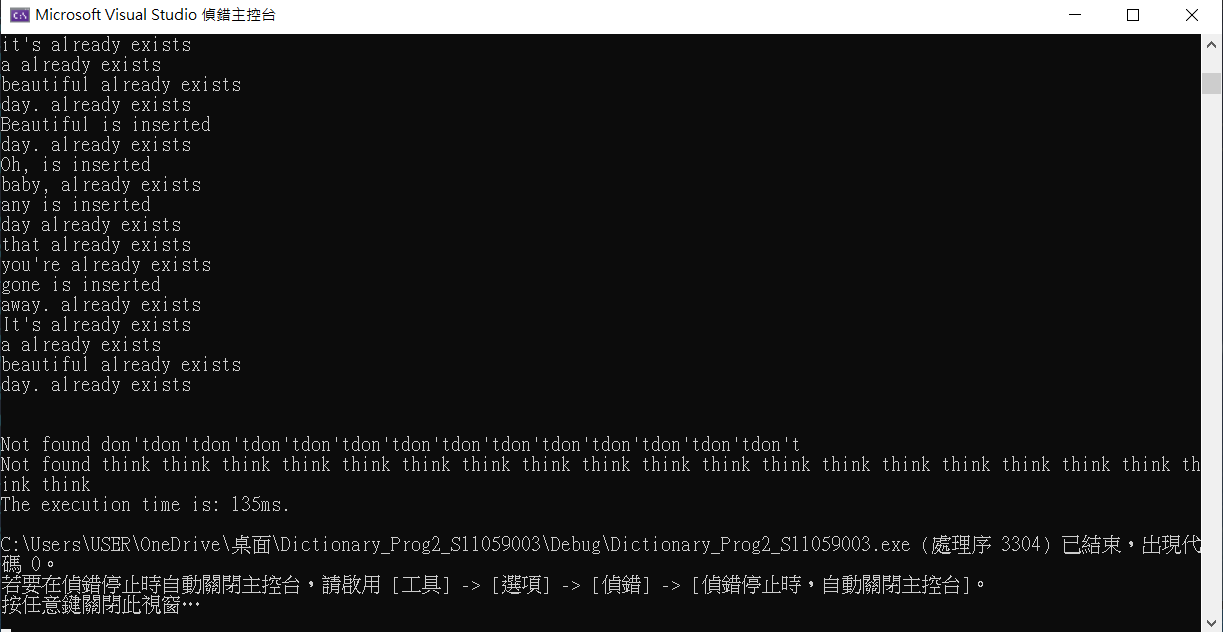 Microsoft Visual Studio 偵錯主控台
it's already exists
a already exists
beautiful already exists
day. already exists
Beautiful is inserted
day. already exists
Oh, is inserted
baby, already exists
any is inserted
day already exists
that already exists
you're already exists
gone is inserted
away. already exists
It's already exists
a already exists
beautiful already exists
day. already exists
Not found don'tdon'tdon'tdon'tdon'tdon'tdon'tdon'tdon'tdon'tdon'tdon'tdon'tdon't
Not found think think think think think think think think think think think think think think think think think think th
ink think
The execution time is: 135ms.
C:\Users\USER\OneDrive\桌面\Dictionary_Prog2_S11059003\Debug\Dictionary_Prog2_S11059003.exe (處理序 3304) 已結束，出現代
碼 0。
若要在偵錯停止時自動關閉主控台，請啟用 [工具] -> [選項] -> [偵錯] -> [偵錯停止時，自動關閉主控台]。
按任意鍵關閉此視窗…